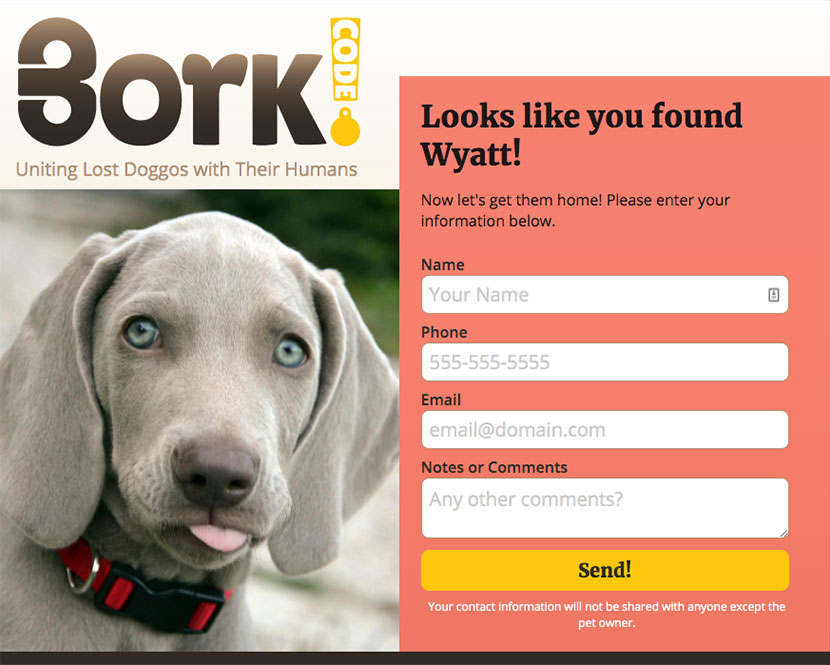 Bork!
CODE
Uniting Lost Doggos with Their Humans
Looks like you found
Wyatt!
Now let's get them home! Please enter your
information below.
Name
Your Name
Phone
555-555-5555
Email
email@domain.com
Notes or Comments
Any other comments?
Send!
Your contact information will not be shared with anyone except the
pet owner.